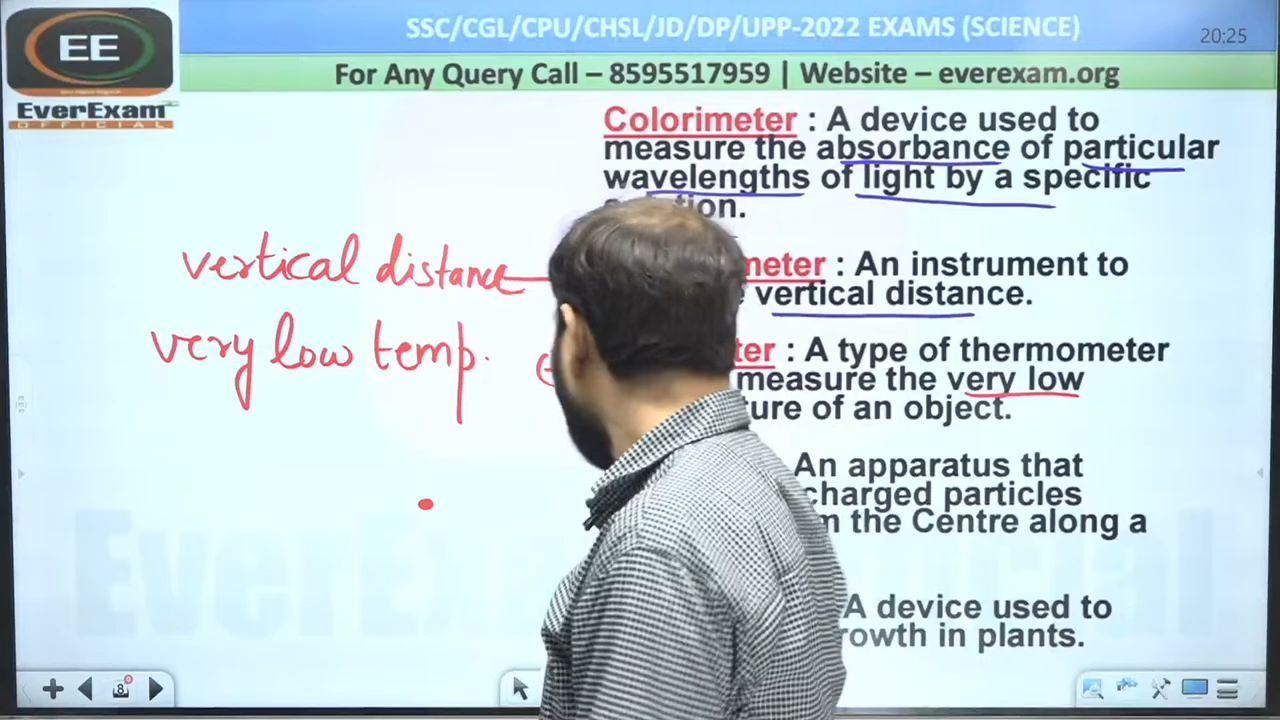 SSC/CGL/CPU/CHSL/JD/DP/UPP-2022 EXAMS (SCIENCE)
20:25
EE
For Any Query Call – 8595517959 | Website – everexam.org
EverExam
OFFICIAL
Colorimeter : A device used to
measure the absorbance of particular
wavelengths of light by a specific
vertical distance
meter : An instrument to
vertical distance.
very low temp.
ter : A type of thermometer
measure the very low
ture of an object.
An apparatus that
charged particles
m the Centre along a
A device used to
rowth in plants.
8